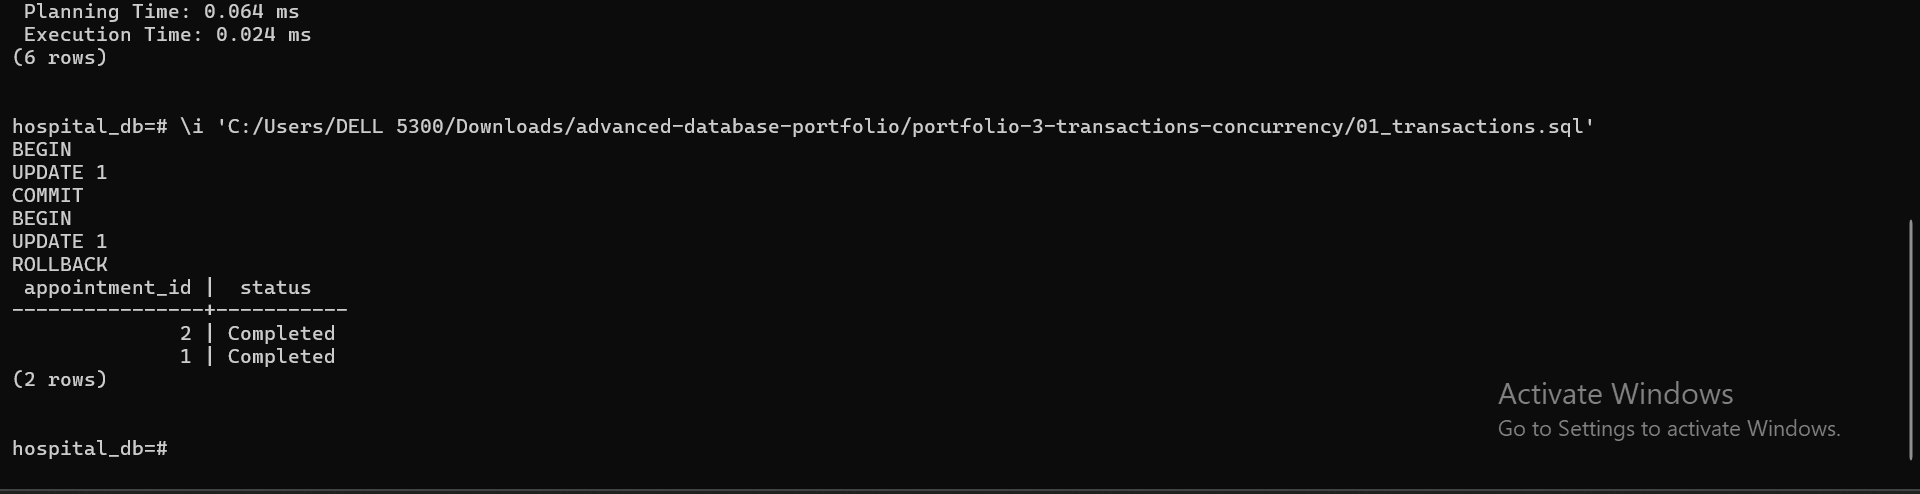 Planning Time: 0.064 ms
Execution Time: 0.024 ms
(6 rows)
hospital_db=# \i 'C:/Users/DELL 5300/Downloads/advanced-database-portfolio/portfolio-3-transactions-concurrency/01_transactions.sql'
BEGIN
UPDATE 1
COMMIT
BEGIN
UPDATE 1
ROLLBACK
 appointment_id |  status
----------------+-----------
              2 | Completed
              1 | Completed
(2 rows)
Activate Windows
Go to Settings to activate Windows.
hospital_db=#